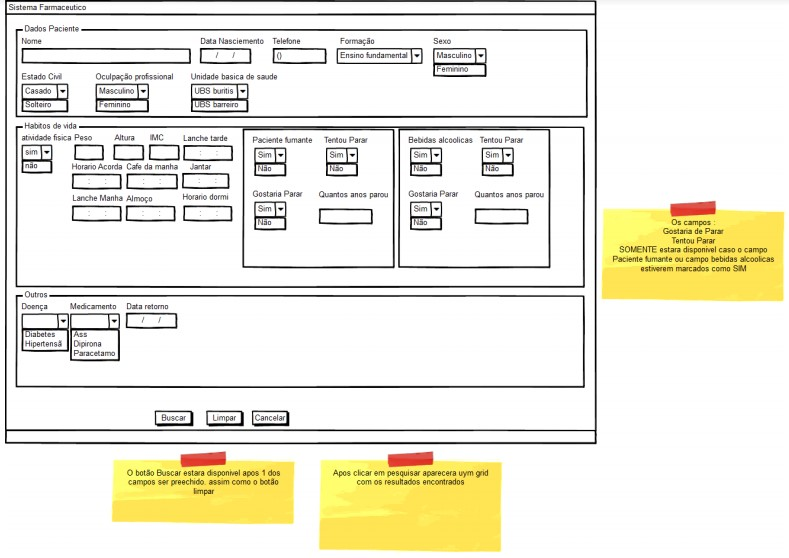 Sistema Farmaceutico
Dados Paciente
Nome Data Nasciemento Telefone Formação Sexo
/ / () Ensino fundamental Masculino
Feminino
Estado Civil Oculpação profissional Unidade basica de saude
Casado Masculino UBS buritis
Solteiro Feminino UBS barreiro
Habitos de vida
atividade fisica Peso Altura IMC Lanche tarde
sim : :
não
Horario Acorda Cafe da manha Jantar
: : : : : :
Lanche Manha Almoço Horario dormi
: : : : : :
Paciente fumante Tentou Parar
Sim Sim
Não Não
Gostaria Parar Quantos anos parou
Sim
Não
Bebidas alcoolicas Tentou Parar
Sim Sim
Não Não
Gostaria Parar Quantos anos parou
Sim
Não
Os campos :
Gostaria de Parar
Tentou Parar
SOMENTE estara disponivel caso o campo
Paciente fumante ou campo bebidas alcoolicas
estiverem marcados como SIM
Outros
Doença Medicamento Data retorno
/ /
Diabetes Ass
Hipertensã Dipirona
Paracetamo
Buscar Limpar Cancelar
O botão Buscar estara disponivel apos 1 dos
campos ser preechido. assim como o botão
limpar
Apos clicar em pesquisar aparecera uym grid
com os resultados encontrados